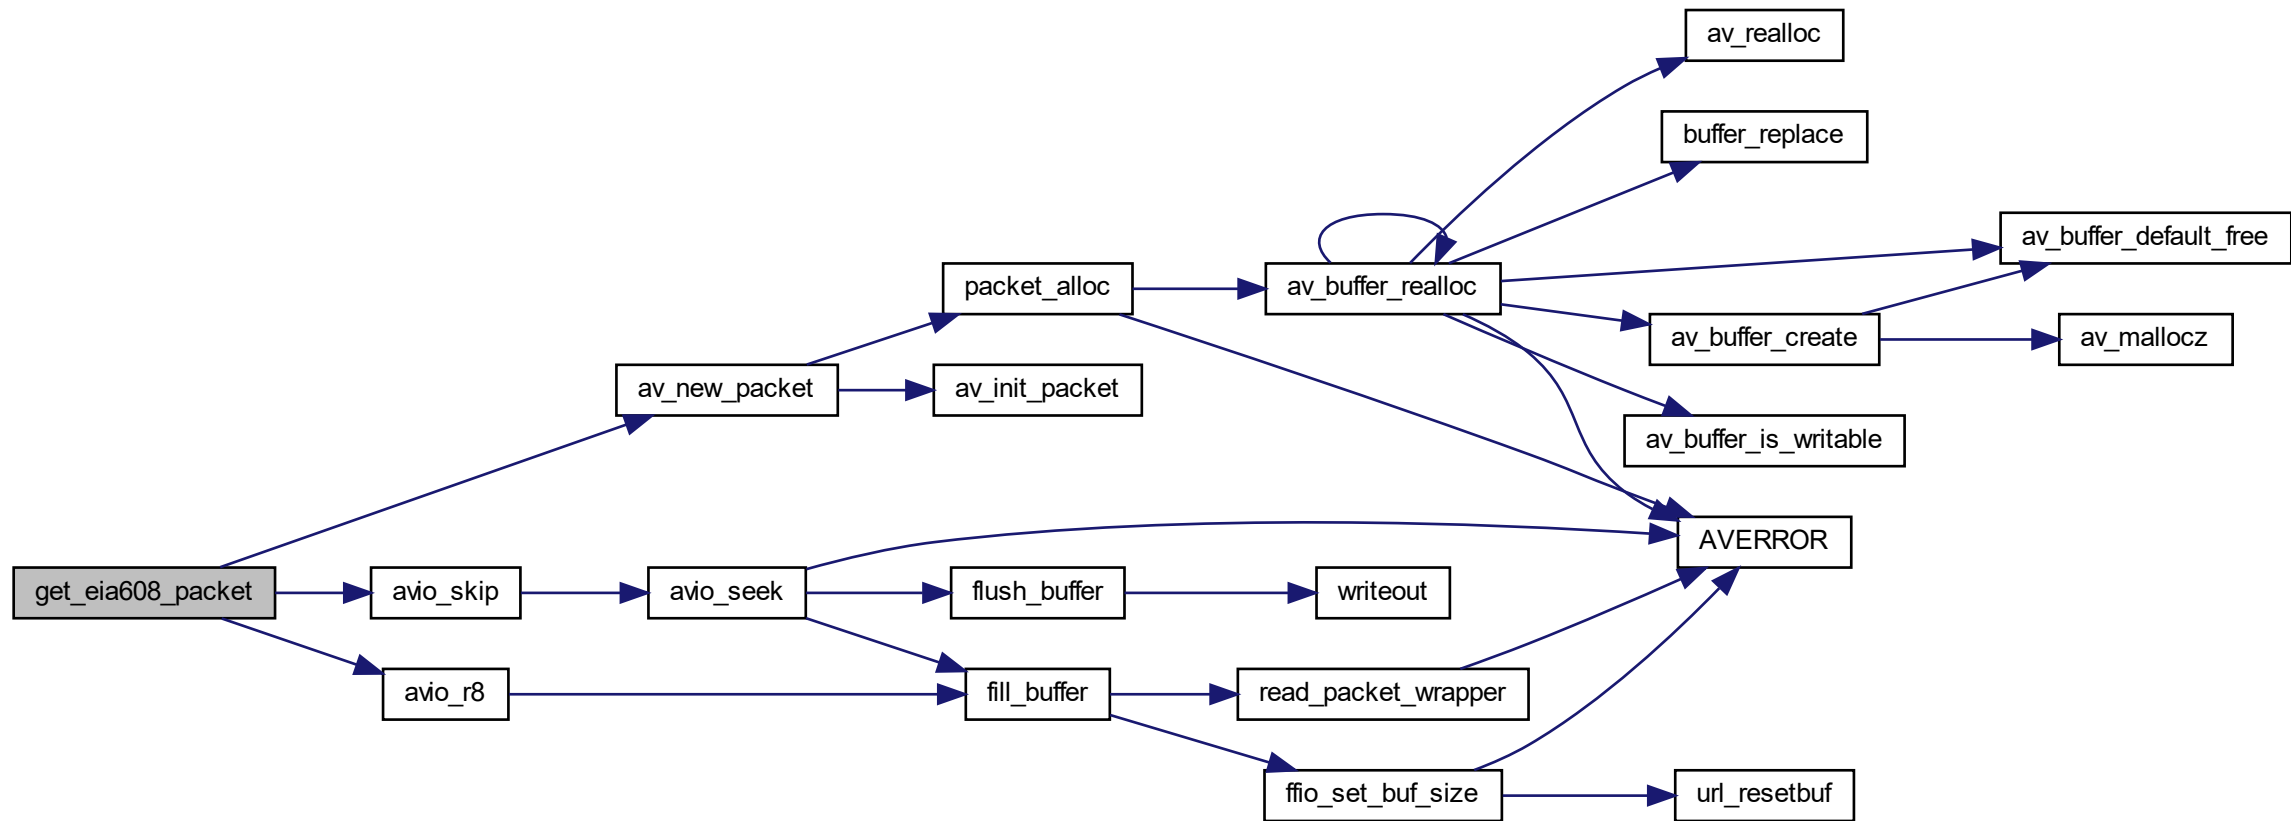 av_realloc
buffer_replace
av_buffer_default_free
packet_alloc
av_buffer_realloc
av_buffer_create
av_mallocz
av_new_packet
av_init_packet
av_buffer_is_writable
AVERROR
get_eia608_packet
avio_skip
avio_seek
flush_buffer
writeout
avio_r8
fill_buffer
read_packet_wrapper
ffio_set_buf_size
url_resetbuf